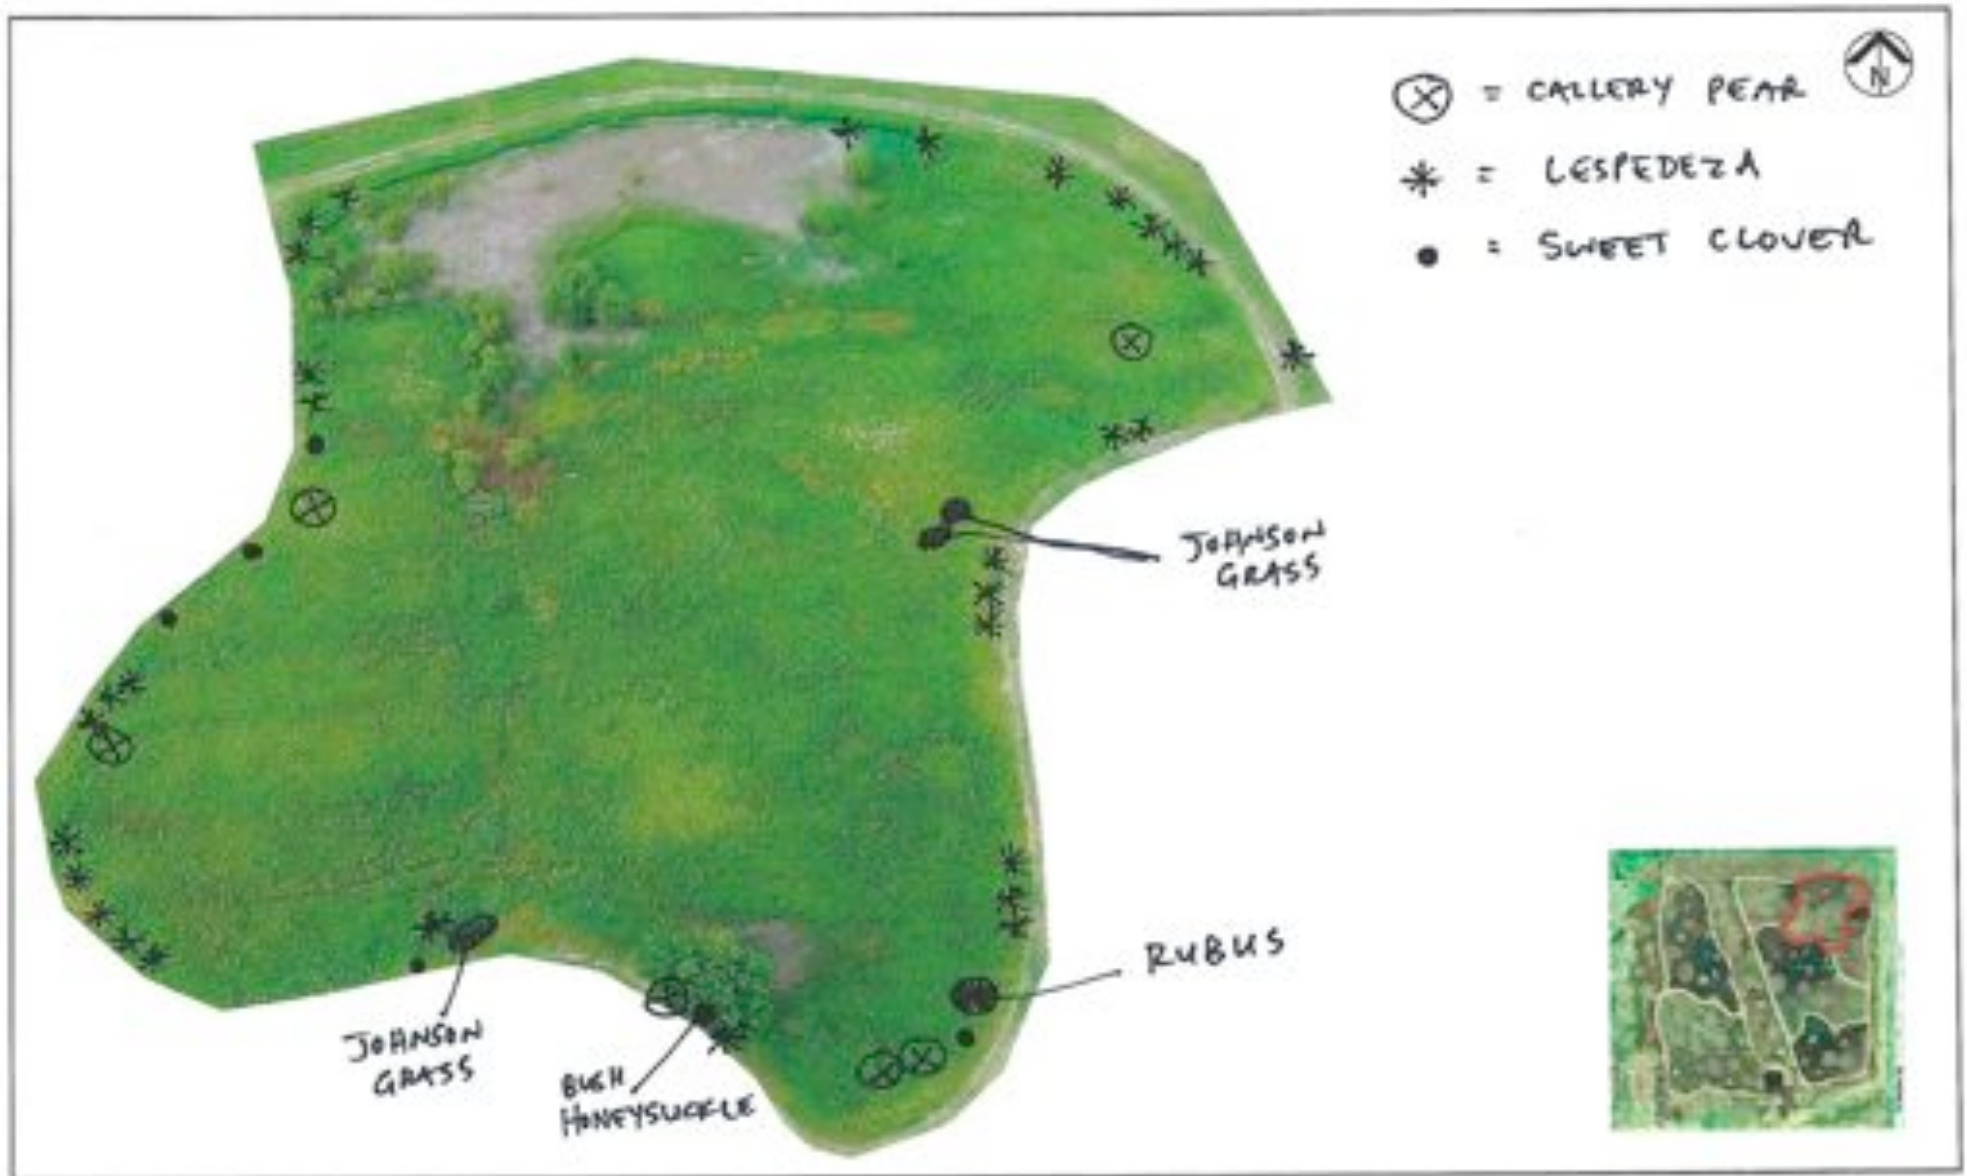 ⊗ = CALLERY PEAR
* = LESPEDEZA
• = SWEET CLOVER
N
JOHNSON
GRASS
RUBUS
JOHNSON
GRASS
BUSH
HONEYSUCKLE